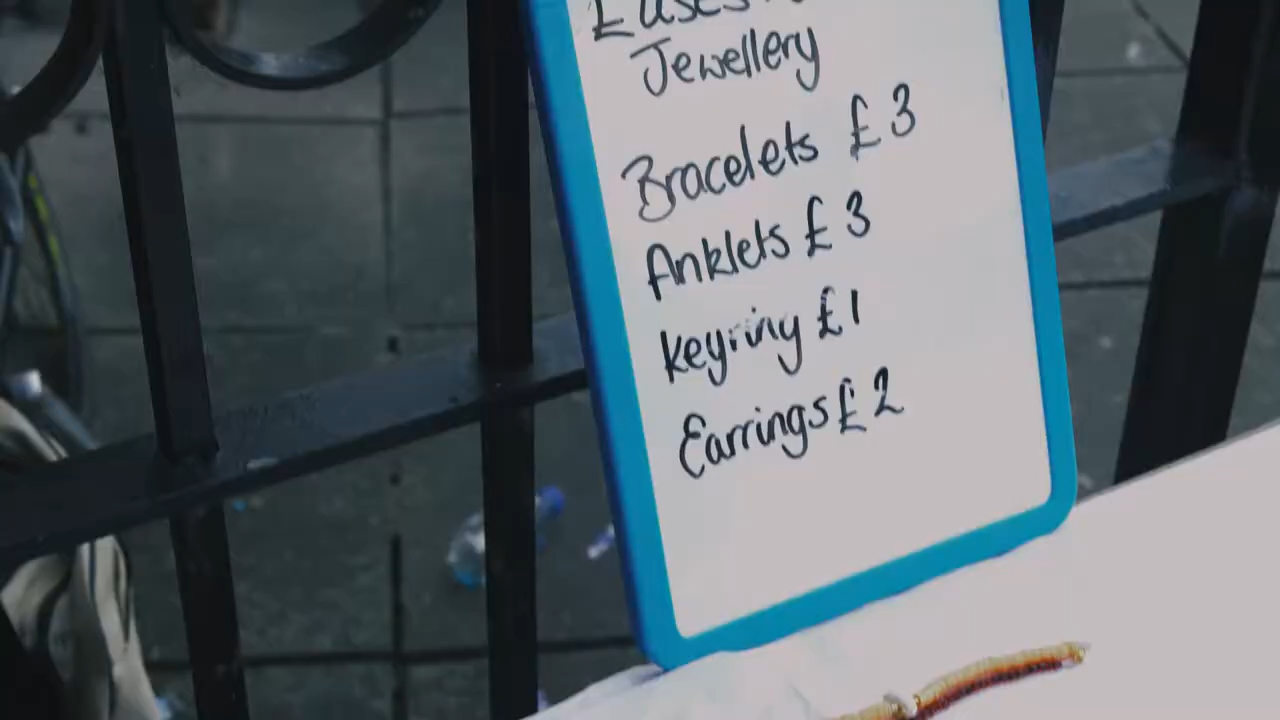 Jewellery
Bracelets £3
Anklets £3
Keyring £1
Earrings £2